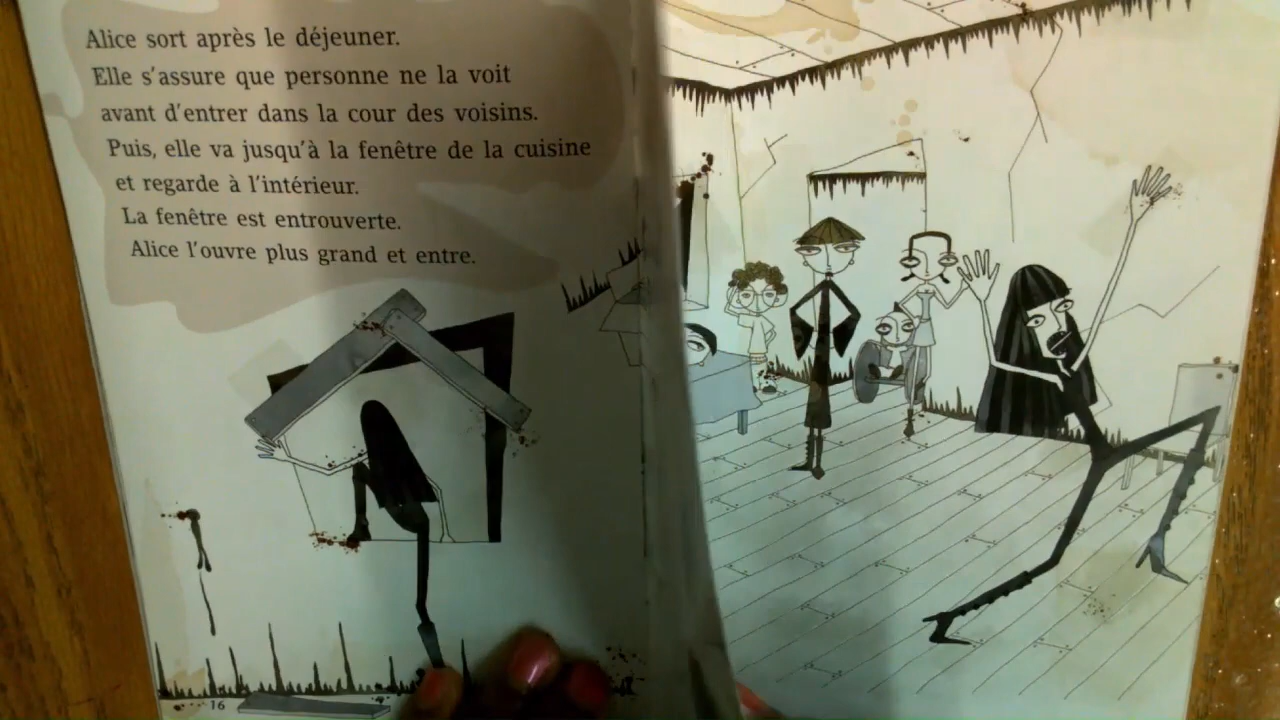 Alice sort après le déjeuner.
Elle s'assure que personne ne la voit
avant d'entrer dans la cour des voisins.
Puis, elle va jusqu'à la fenêtre de la cuisine
et regarde à l'intérieur.
La fenêtre est entrouverte.
Alice l'ouvre plus grand et entre.
16